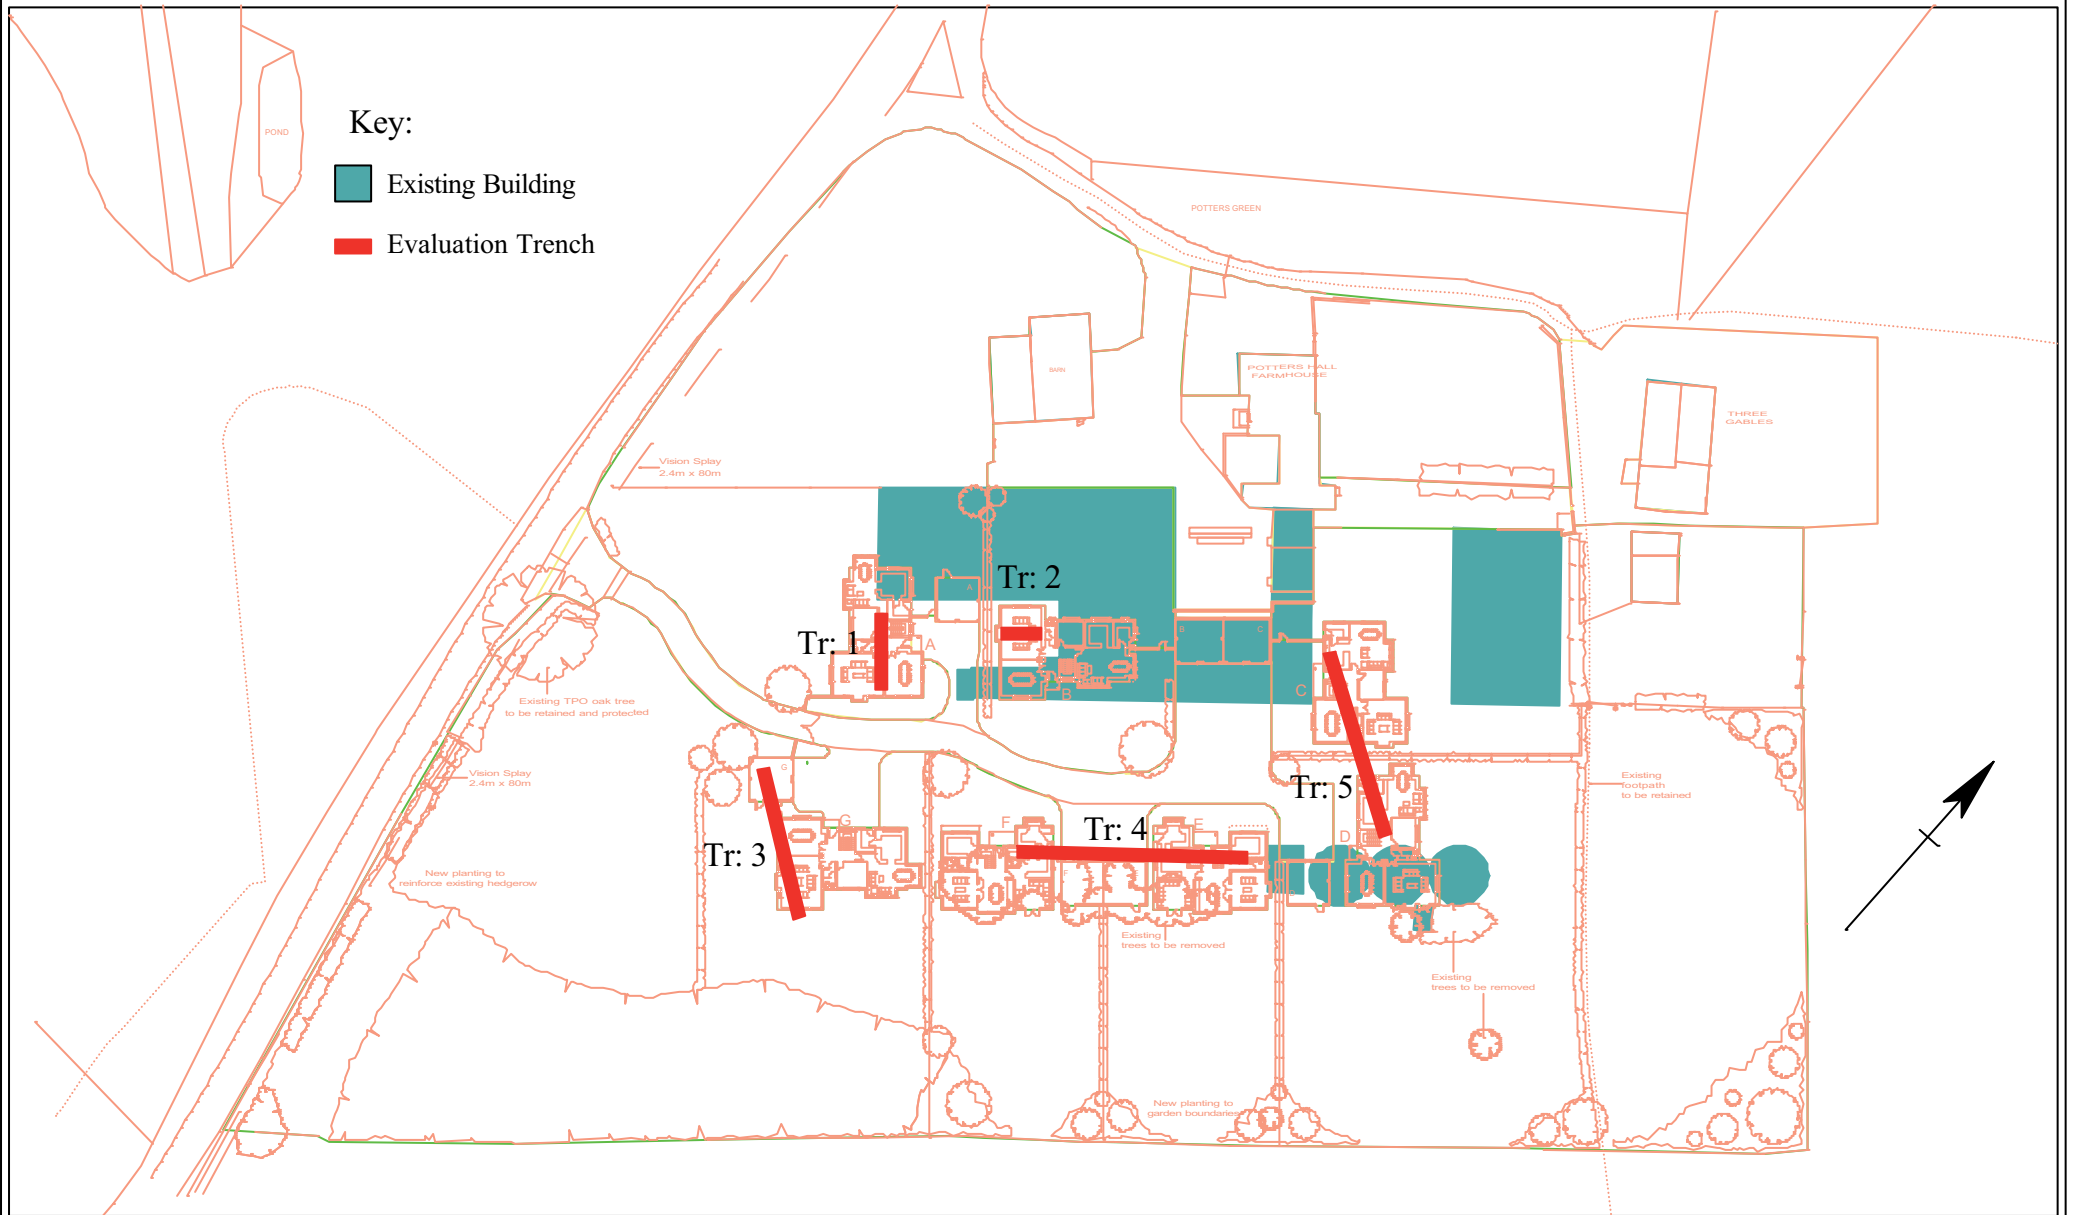 POND
Key:
Existing Building
Evaluation Trench
POTTERS GREEN
BARN
POTTERS HALL
FARMHOUSE
THREE
GABLES
Vision Splay
2.4m x 80m
Tr: 2
A
Tr: 1
A
B
C
B
C
Existing TPO oak tree
to be retained and protected
Vision Splay
2.4m x 80m
G
Tr: 5
Existing
footpath
to be retained
G
F
Tr: 4
E
D
Tr: 3
F
New planting to
reinforce existing hedgerow
Existing
trees to be removed
Existing
trees to be removed
New planting to
garden boundaries